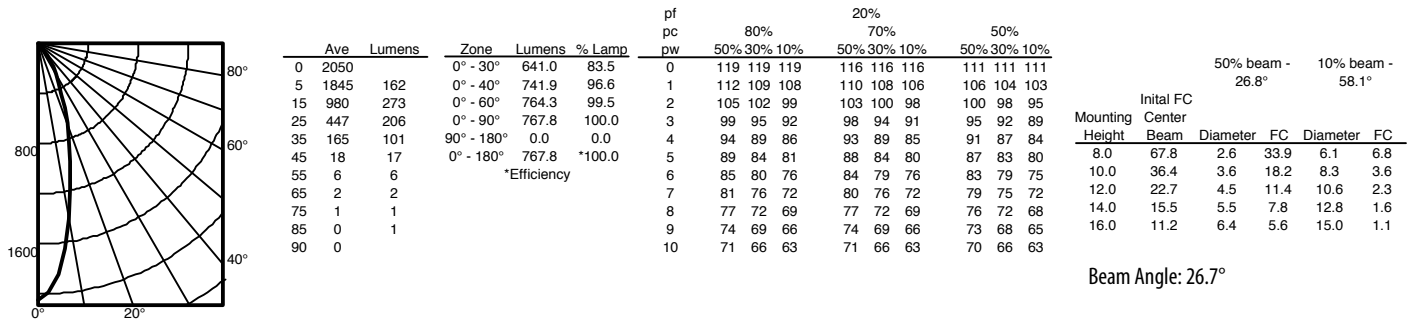 80°
60°
40°
20°
0°
800
1600
Ave Lumens
0 2050
5 1845 162
15 980 273
25 447 206
35 165 101
45 18 17
55 6 6
65 2 2
75 1 1
85 0 1
90 0
Zone Lumens % Lamp
0° - 30° 641.0 83.5
0° - 40° 741.9 96.6
0° - 60° 764.3 99.5
0° - 90° 767.8 100.0
90° - 180° 0.0 0.0
0° - 180° 767.8 *100.0
*Efficiency
pf 20%
pc 80% 70% 50%
pw 50% 30% 10% 50% 30% 10% 50% 30% 10%
0 119 119 119 116 116 116 111 111 111
1 112 109 108 110 108 106 106 104 103
2 105 102 99 103 100 98 100 98 95
3 99 95 92 98 94 91 95 92 89
4 94 89 86 93 89 85 91 87 84
5 89 84 81 88 84 80 87 83 80
6 85 80 76 84 79 76 83 79 75
7 81 76 72 80 76 72 79 75 72
8 77 72 69 77 72 69 76 72 68
9 74 69 66 74 69 66 73 68 65
10 71 66 63 71 66 63 70 66 63
50% beam - 10% beam -
26.8° 58.1°
Inital FC
Mounting Center
Height Beam Diameter FC Diameter FC
8.0 67.8 2.6 33.9 6.1 6.8
10.0 36.4 3.6 18.2 8.3 3.6
12.0 22.7 4.5 11.4 10.6 2.3
14.0 15.5 5.5 7.8 12.8 1.6
16.0 11.2 6.4 5.6 15.0 1.1
Beam Angle: 26.7°